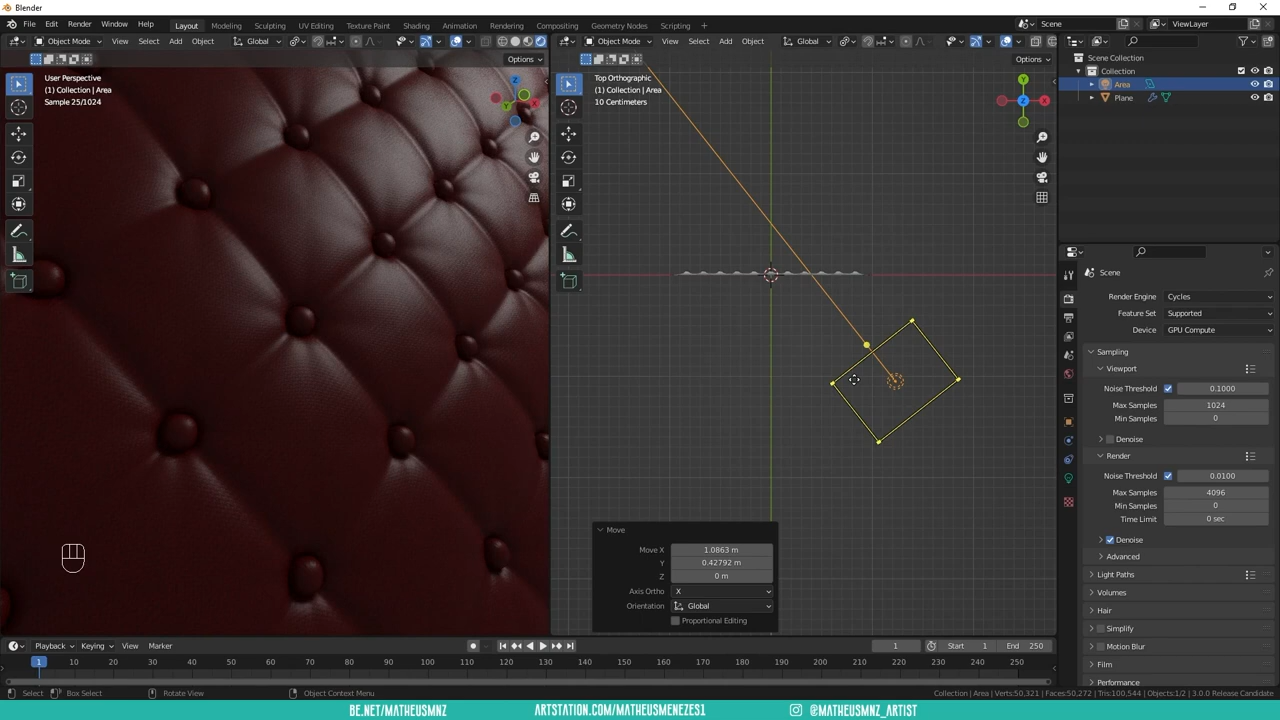 Blender
File Edit Render Window Help Layout Modeling Sculpting UV Editing Texture Paint Shading Animation Rendering Compositing Geometry Nodes Scripting + Scene ViewLayer
Object Mode View Select Add Object Global Object Mode View Select Add Object Global
Options Options
User Perspective
(1) Collection | Area
Sample 25/1024
Top Orthographic
(1) Collection | Area
10 Centimeters
Scene Collection
Collection
Area
Plane
Scene
Render Engine Cycles
Feature Set Supported
Device GPU Compute
Sampling
Viewport
Noise Threshold 0.1000
Max Samples 1024
Min Samples 0
Denoise
Render
Noise Threshold 0.0100
Max Samples 4096
Min Samples 0
Time Limit 0 sec
Denoise
Advanced
Light Paths
Volumes
Hair
Simplify
Motion Blur
Film
Performance
Move
Move X 1.0863 m
Y 0.42792 m
Z 0 m
Axis Ortho X
Orientation Global
Proportional Editing
Playback Keying View Marker 1 Start 1 End 250
1 10 20 30 40 50 60 70 80 90 100 110 120 130 140 150 160 170 180 190 200 210 220 230 240 250
Select Box Select Rotate View Object Context Menu Collection | Area | Verts:50,321 | Faces:50,272 | Tris:100,544 | Objects:1/2 | 3.0.0 Release Candidate
BE.NET/MATHEUSMNZ ARTSTATION.COM/MATHEUSMENEZES1 @MATHEUSMNZ_ARTIST